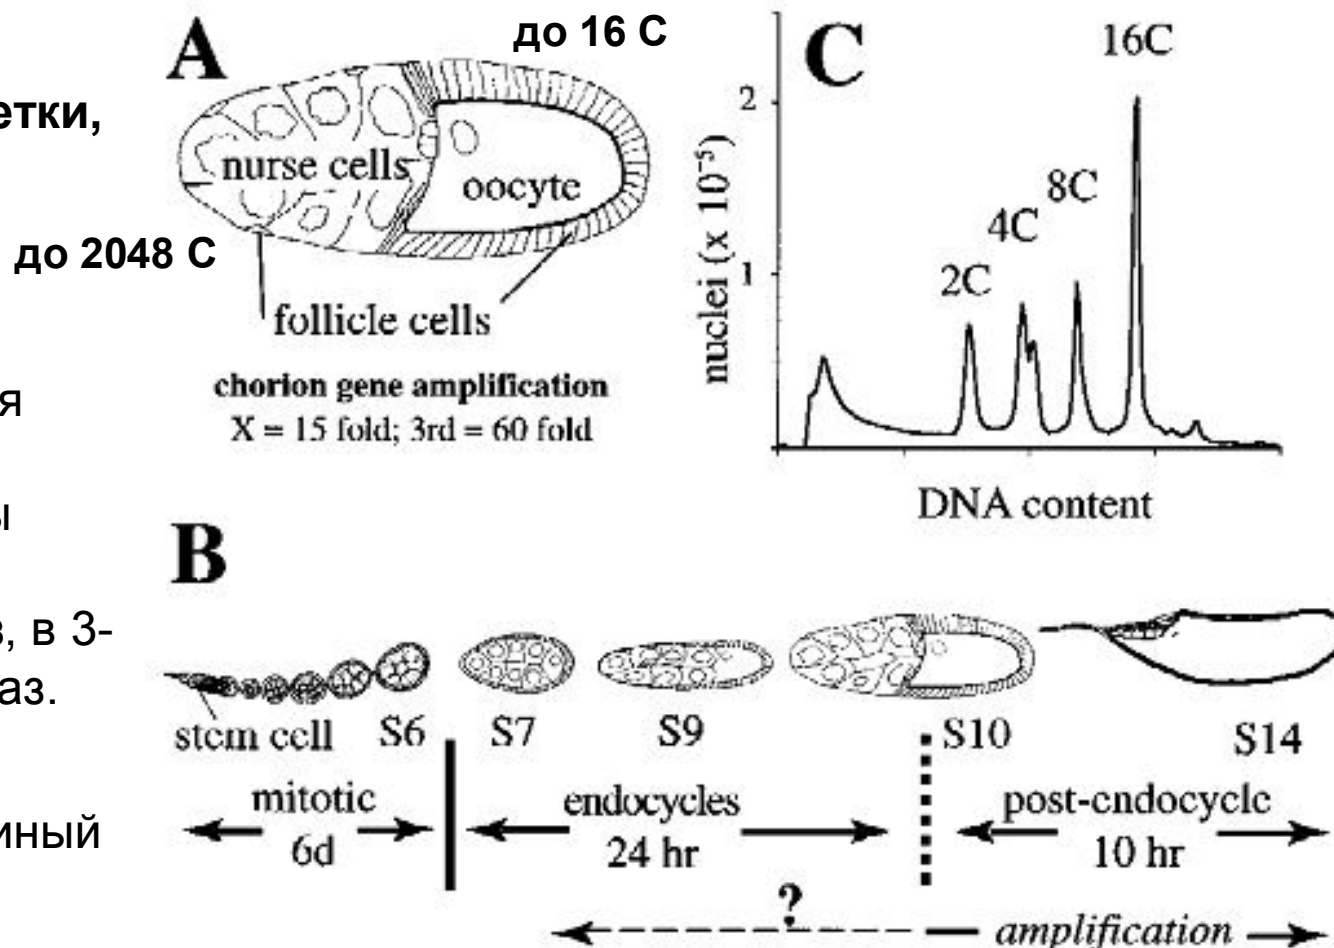 етки,
до 2048 С
я
ы
в, в 3-
аз.
иный
A
до 16 С
nurse cells
oocyte
follicle cells
chorion gene amplification
X = 15 fold; 3rd = 60 fold
C
16C
2
8C
4C
2C
1
nuclei (x 10⁻⁵)
DNA content
B
stem cell S6 S7 S9 S10 S14
mitotic endocycles post-endocycle
6d 24 hr 10 hr
?
amplification